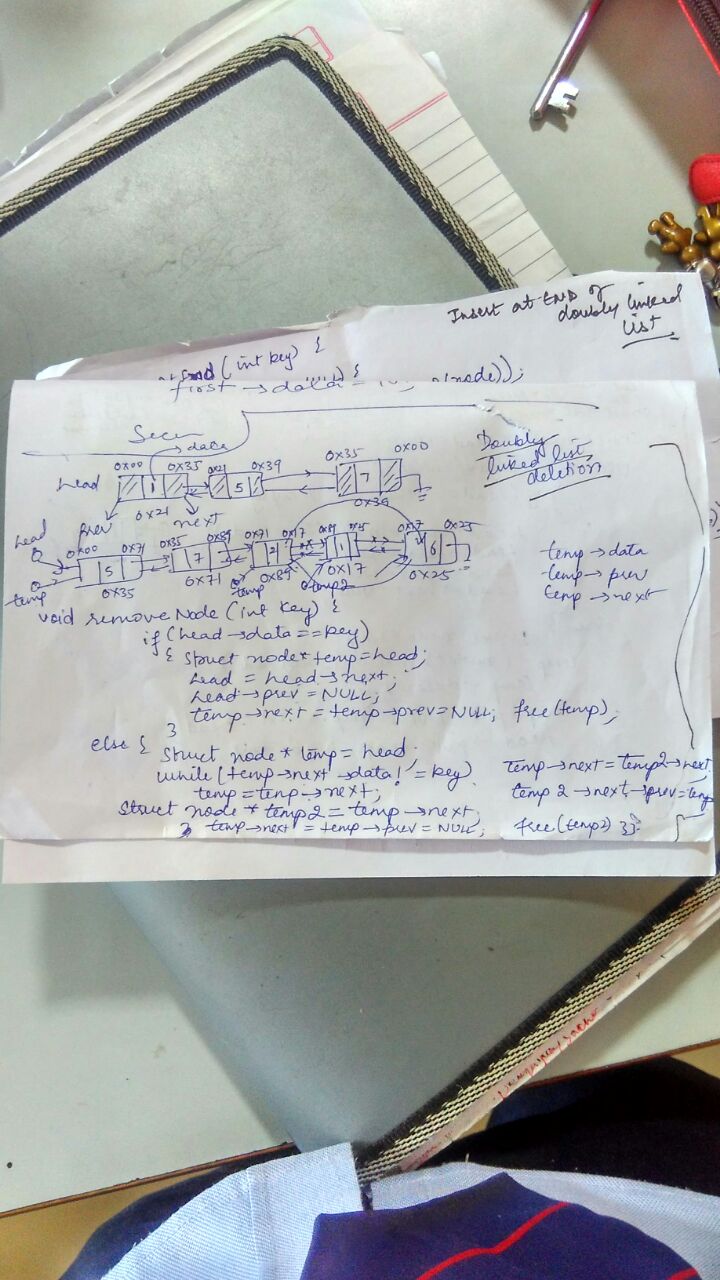 Insert at END of
doubly linked
list
(int key) {
first → data =
data
Doubly
linked list
deletion
0x00 0x35 0x21 0x39 0x35 0x00
head 1 5 7
prev 0x21 next 0x39
head 0x00 0x71 0x35 0x89 0x71 0x17 0x89 0x25 0x17 0x25
5 7 2 1 6
temp 0x35 0x71 temp 0x89 temp2 0x17 0x25
temp → data
temp → prev
temp → next
void remove Node (int key) {
if (head → data == key)
{ struct node* temp = head;
head = head → next;
head → prev = NULL;
temp → next = temp → prev = NULL; free(temp);
}
else { struct node * temp = head;
while (temp → next → data! = key)
temp = temp → next;
struct node * temp2 = temp → next;
temp → next = temp2 → next
temp 2 → next → prev = temp
} temp → next = temp → prev = NULL; free(temp2) }}